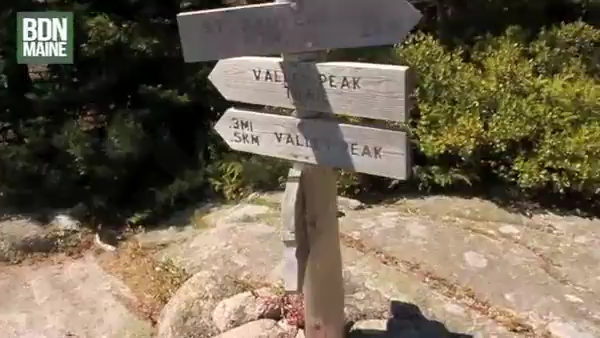 BDN
MAINE
VALLEY PEAK
.3MI
.5KM VALLEY PEAK